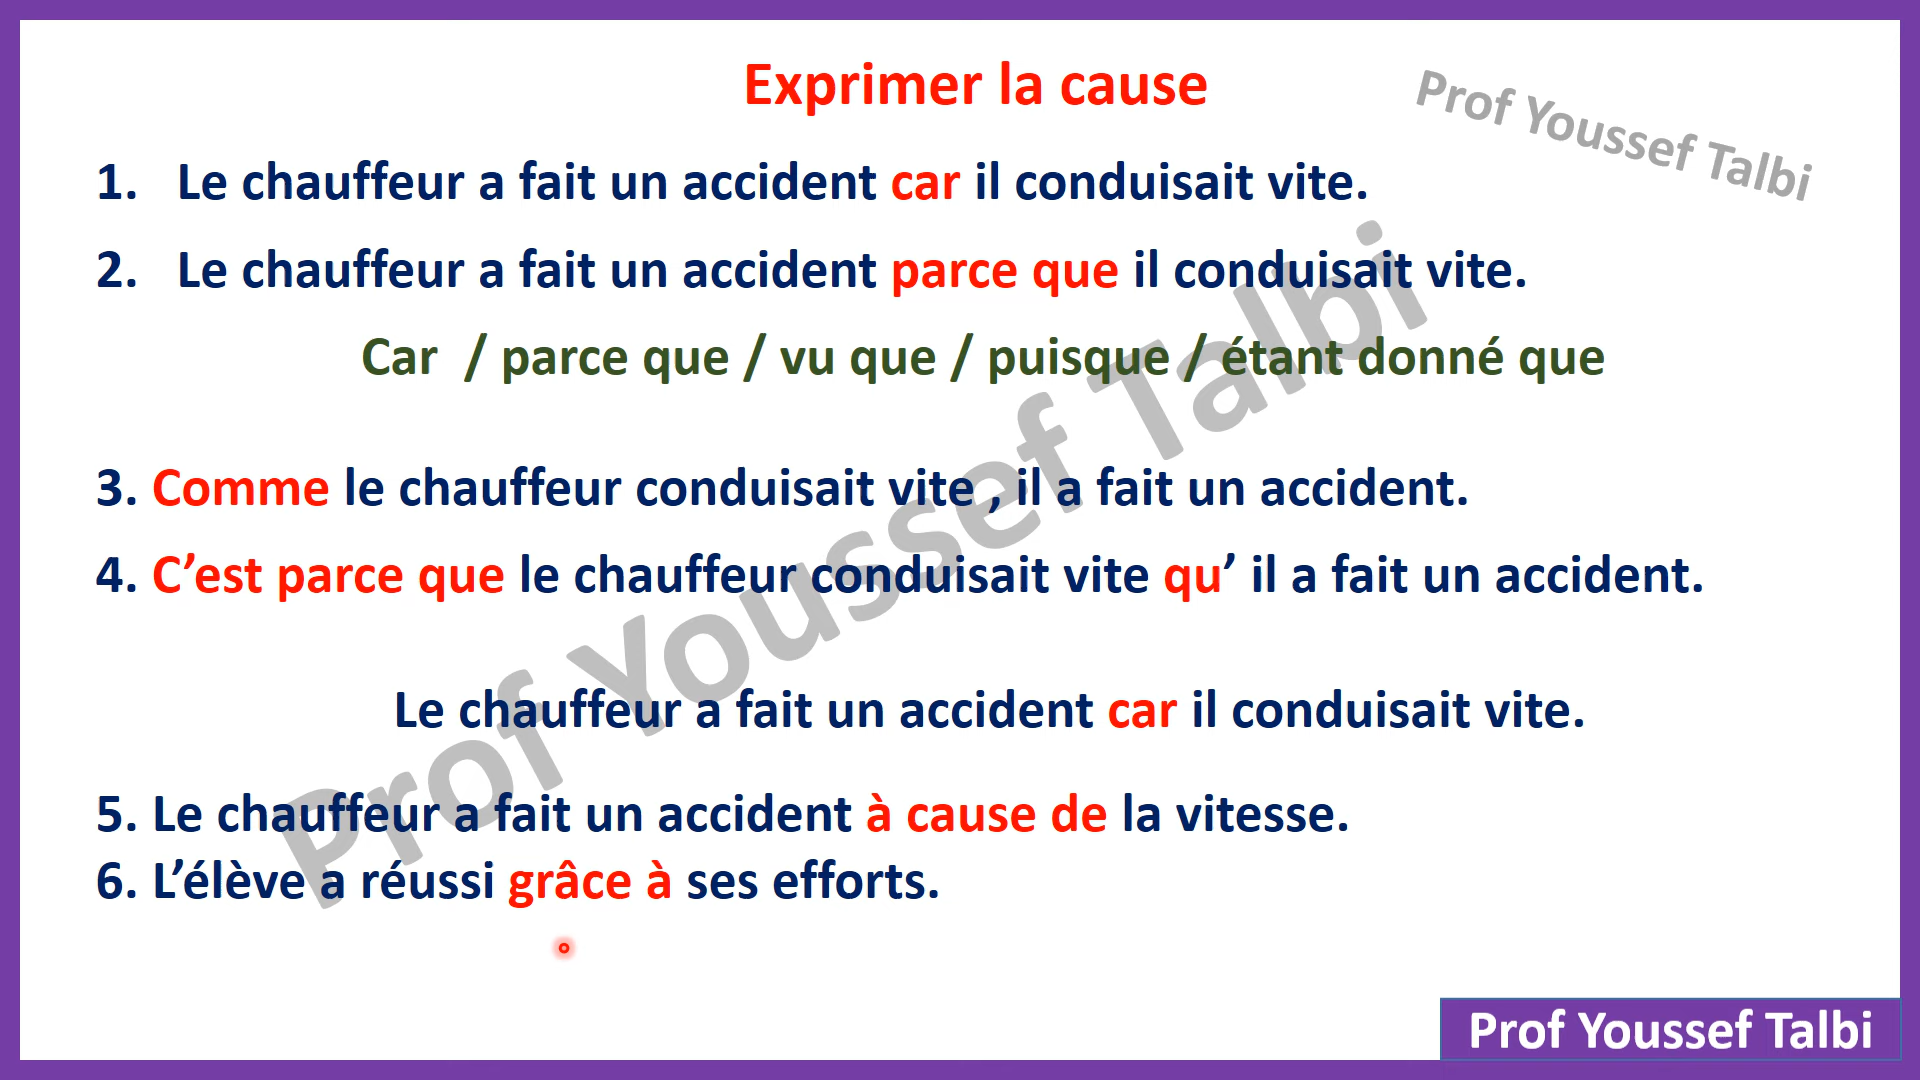 Exprimer la cause
Prof Youssef Talbi
1. Le chauffeur a fait un accident car il conduisait vite.
2. Le chauffeur a fait un accident parce que il conduisait vite.
Car / parce que / vu que / puisque / étant donné que
3. Comme le chauffeur conduisait vite , il a fait un accident.
4. C’est parce que le chauffeur conduisait vite qu’ il a fait un accident.
Prof Youssef Talbi
Le chauffeur a fait un accident car il conduisait vite.
5. Le chauffeur a fait un accident à cause de la vitesse.
6. L’élève a réussi grâce à ses efforts.
Prof Youssef Talbi